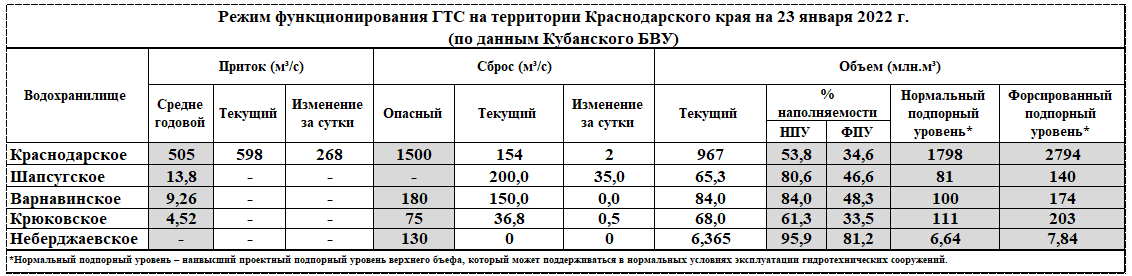 Режим функционирования ГТС на территории Краснодарского края на 23 января 2022 г.
(по данным Кубанского БВУ)
Водохранилище Приток (м³/с) Сброс (м³/с) Объем (млн.м³)
Средне годовой Текущий Изменение за сутки Опасный Текущий Изменение за сутки Текущий % наполняемости Нормальный подпорный уровень* Форсированный подпорный уровень*
НПУ ФПУ
Краснодарское 505 598 268 1500 154 2 967 53,8 34,6 1798 2794
Шапсугское 13,8 - - - 200,0 35,0 65,3 80,6 46,6 81 140
Варнавинское 9,26 - - 180 150,0 0,0 84,0 84,0 48,3 100 174
Крюковское 4,52 - - 75 36,8 0,5 68,0 61,3 33,5 111 203
Неберджаевское - - - 130 0 0 6,365 95,9 81,2 6,64 7,84
*Нормальный подпорный уровень – наивысший проектный подпорный уровень верхнего бъефа, который может поддерживаться в нормальных условиях эксплуатации гидротехнических сооружений.